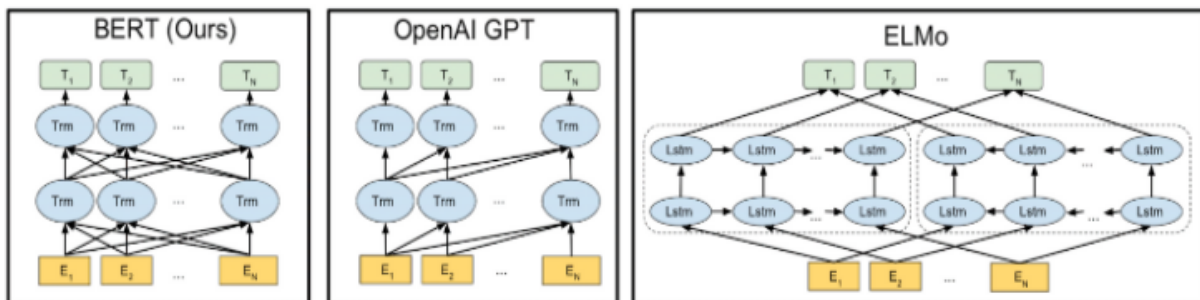 BERT (Ours)
T1 T2 ... TN
Trm Trm ... Trm
Trm Trm ... Trm
E1 E2 ... EN
OpenAI GPT
T1 T2 ... TN
Trm Trm ... Trm
Trm Trm ... Trm
E1 E2 ... EN
ELMo
T1 T2 ... TN
Lstm Lstm ... Lstm Lstm Lstm ... Lstm
Lstm Lstm ... Lstm Lstm Lstm ... Lstm
E1 E2 ... EN